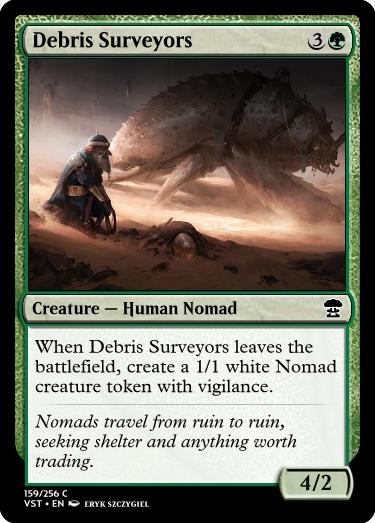 Debris Surveyors 3
Creature — Human Nomad
When Debris Surveyors leaves the
battlefield, create a 1/1 white Nomad
creature token with vigilance.
Nomads travel from ruin to ruin,
seeking shelter and anything worth
trading.
4/2
159/256 C
VST • EN ERYK SZCZYGIEL